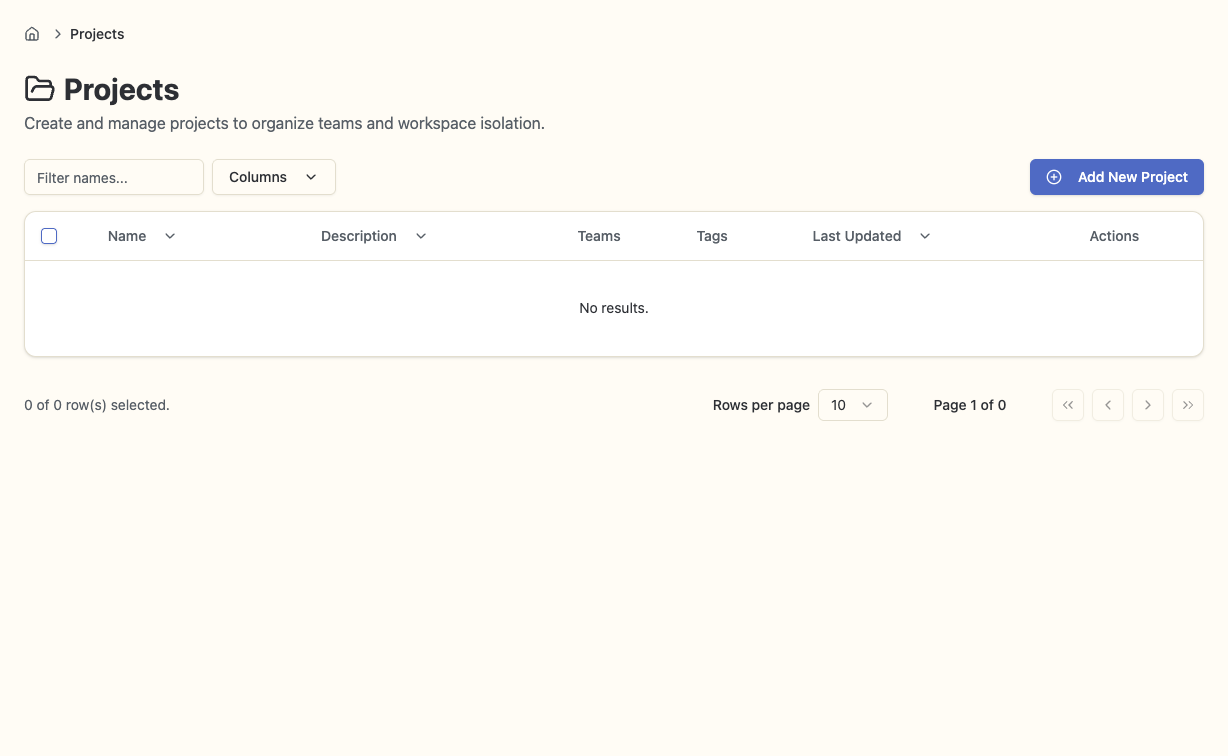 Projects
Projects
Create and manage projects to organize teams and workspace isolation.
Filter names... Columns Add New Project
Name Description Teams Tags Last Updated Actions
No results.
0 of 0 row(s) selected. Rows per page 10 Page 1 of 0